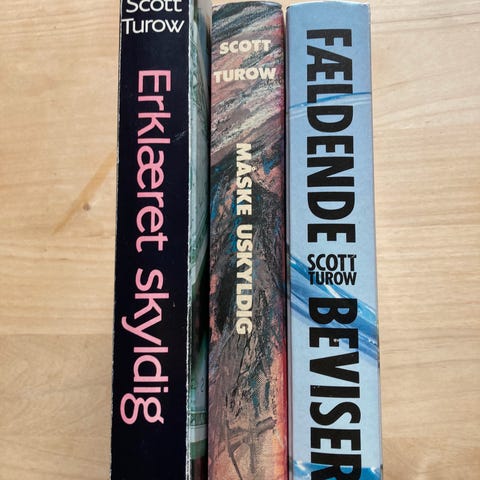 Scott
Turow
Erklæret skyldig
SCOTT
TUROW
MÅSKE USKYLDIG
FÆLDENDE
SCOTT
TUROW
BEVISER